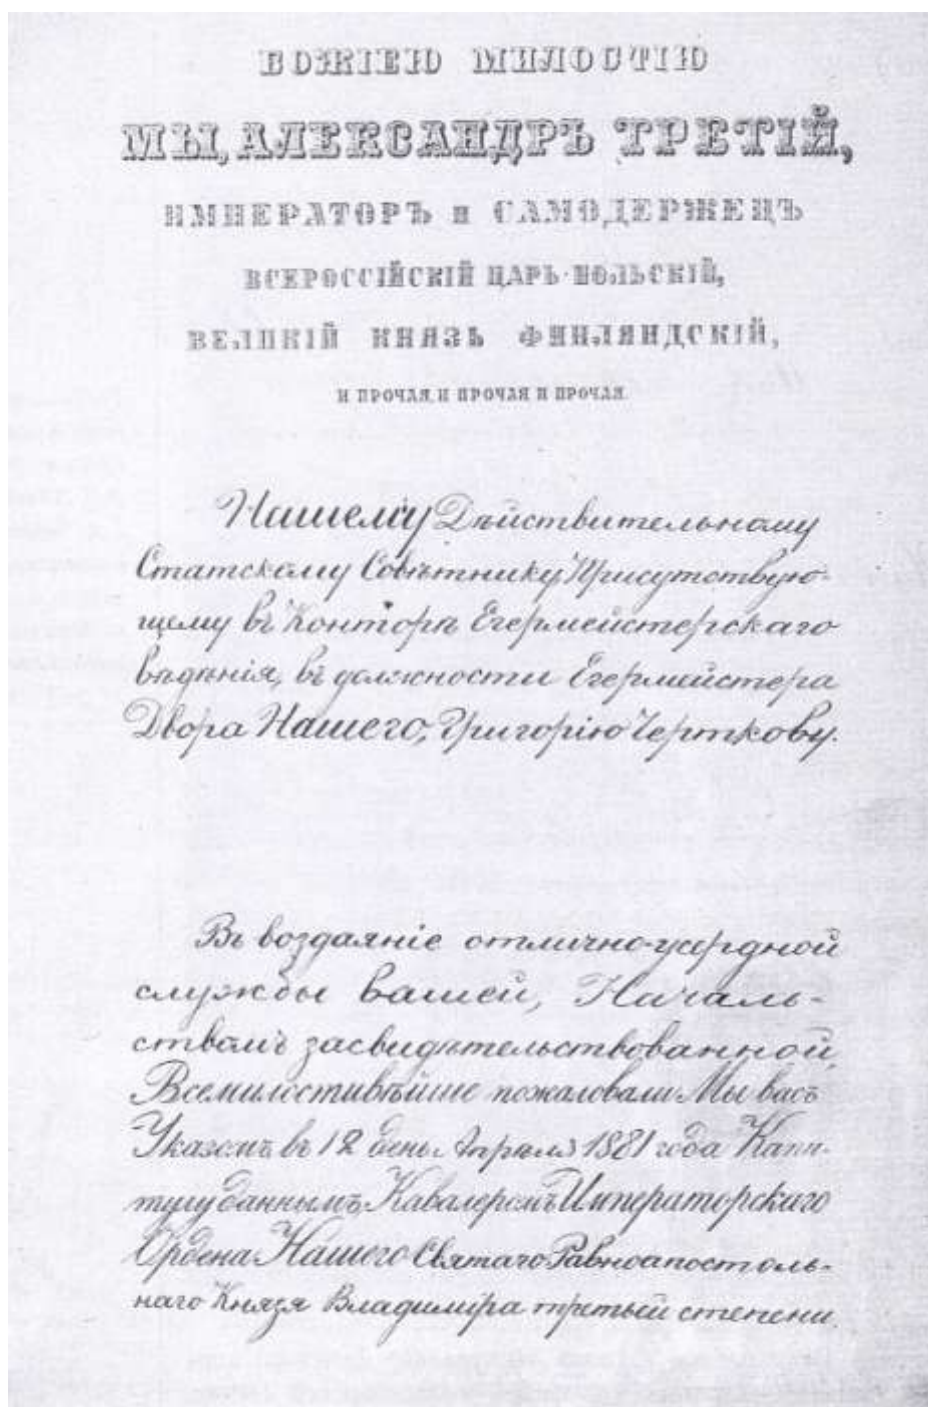 БОЖІЕЮ МИЛОСТІЮ
МЫ, АЛЕКСАНДРЪ ТРЕТІЙ,
ИМПЕРАТОРЪ и САМОДЕРЖЕЦЪ
ВСЕРОССІЙСКІЙ ЦАРЬ ПОЛЬСКІЙ,
ВЕЛИКІЙ КНЯЗЬ ФИНЛЯНДСКІЙ,
И ПРОЧАЯ, И ПРОЧАЯ И ПРОЧАЯ.
Нашему Дѣйствительному
Статскому Совѣтнику Присутствую-
щему въ Конторѣ Егермейстерскаго
вѣдѣнія, въ должности Егермейстера
Двора Нашего, Григорію Черткову.
Въ воздаяніе отлично-усердной
службы вашей, Началь-
ствомъ засвидѣтельствованной,
Всемилостивѣйше пожаловали Мы васъ
Указомъ въ 12 день Апрѣля 1881 года Капи-
тулу даннымъ, Кавалеромъ Императорскаго
Ордена Нашего Святаго Равноапостоль-
наго Князя Владиміра третьей степени.